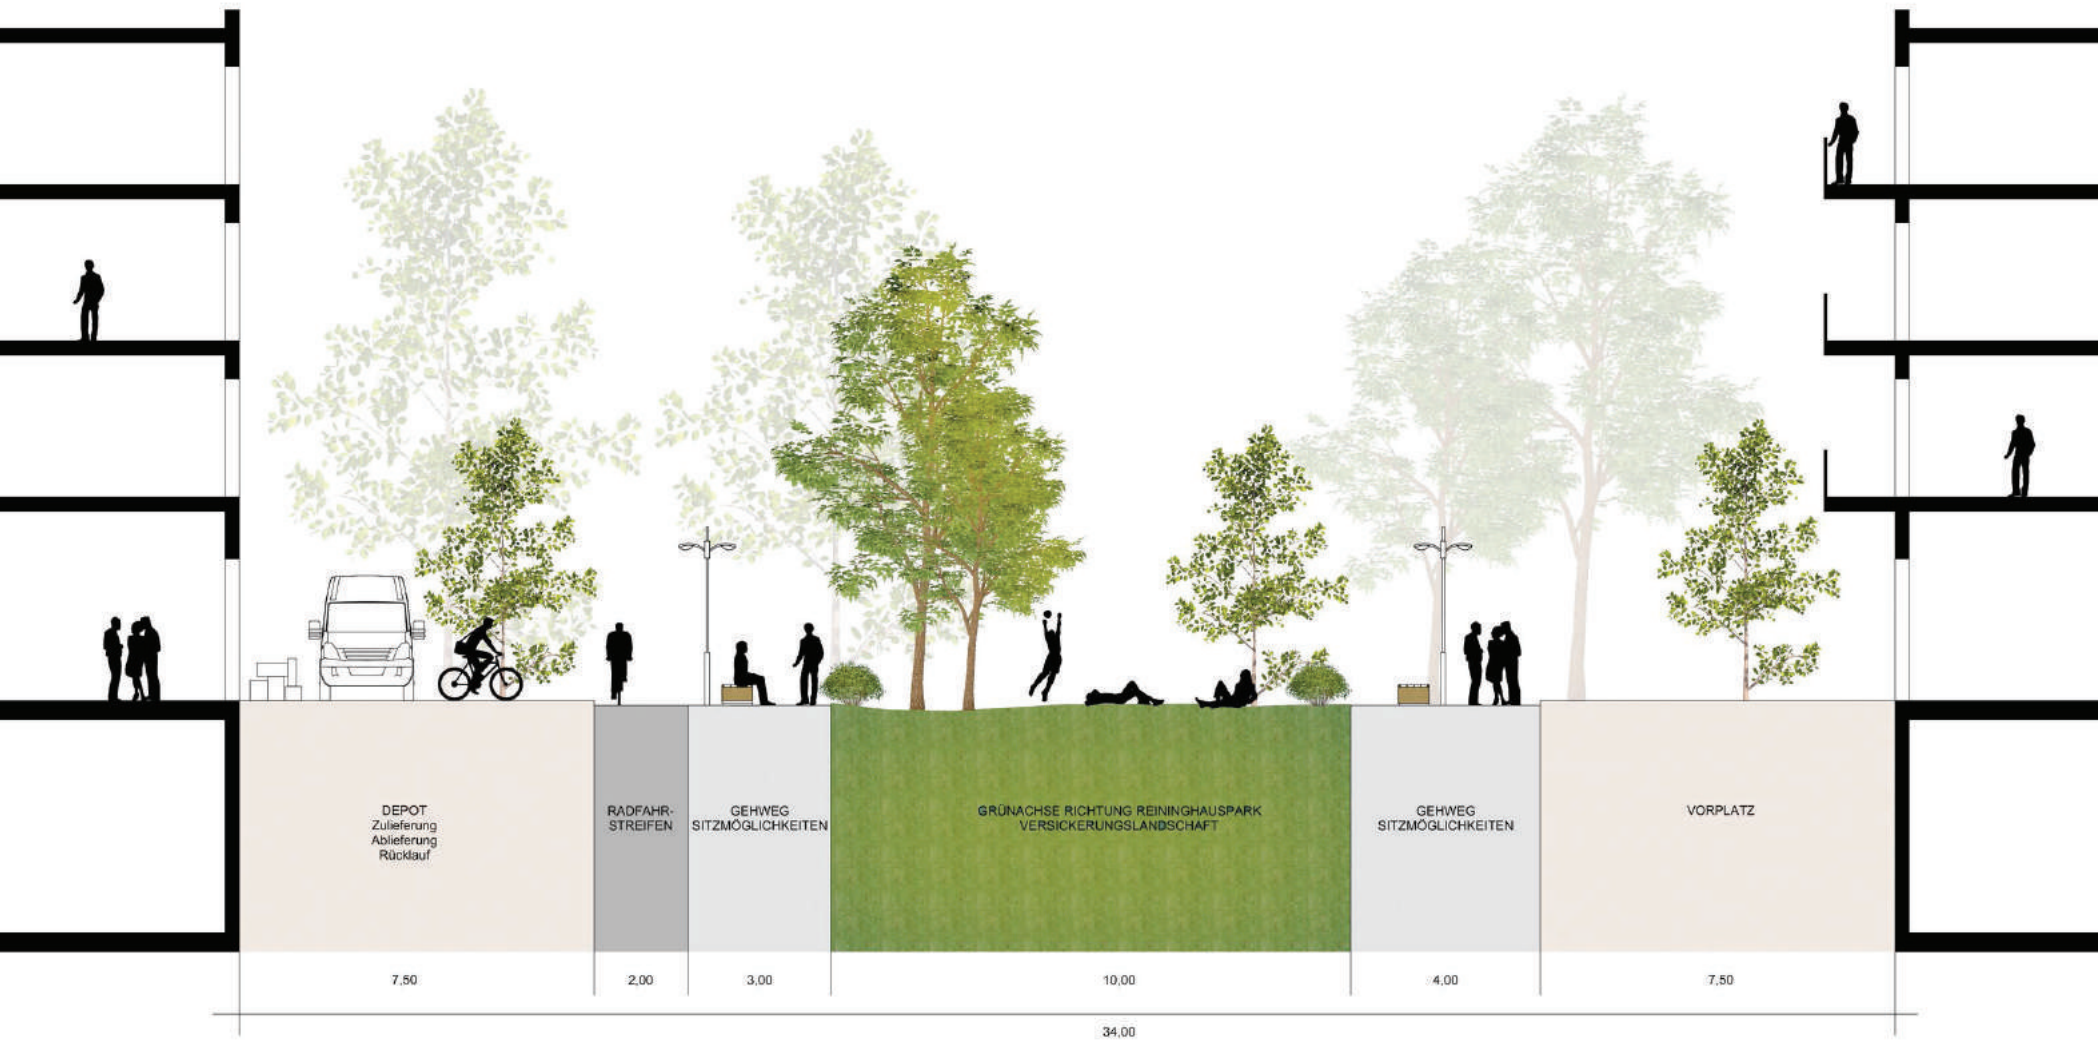 DEPOT
Zulieferung
Ablieferung
Rücklauf
RADFAHR-
STREIFEN
GEHWEG
SITZMÖGLICHKEITEN
GRÜNACHSE RICHTUNG REININGHAUSPARK
VERSICKERUNGSLANDSCHAFT
GEHWEG
SITZMÖGLICHKEITEN
VORPLATZ
7,50
2,00
3,00
10,00
4,00
7,50
34,00